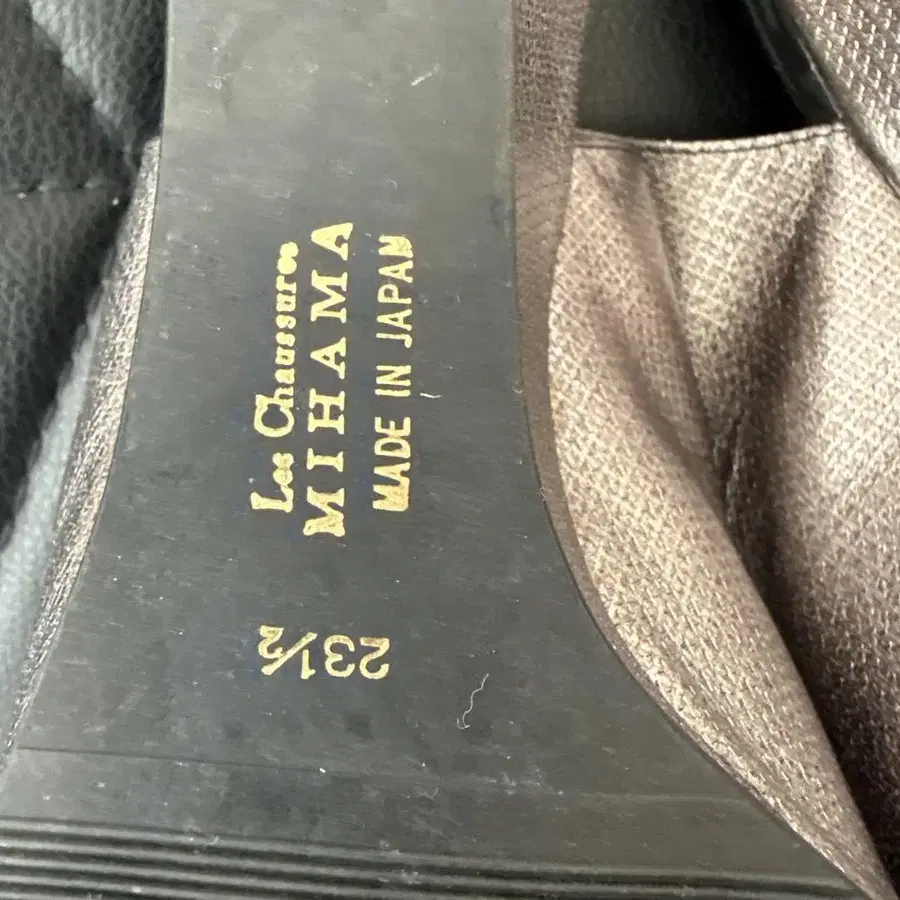 Les Chaussures
MIHAMA
MADE IN JAPAN
23½